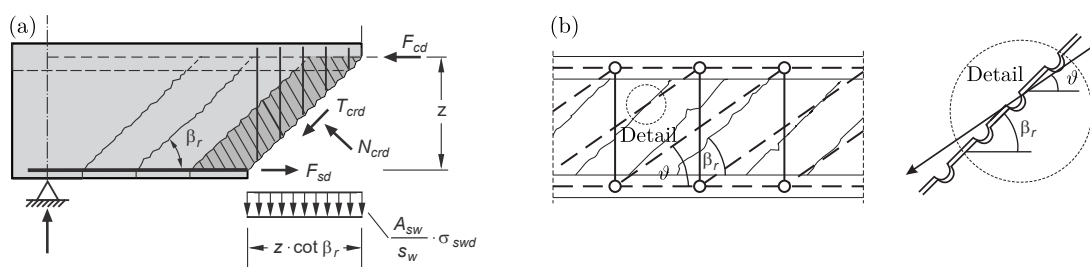 (a)
F_cd
z
T_crd
N_crd
β_r
F_sd
A_sw
s_w
· σ_swd
z · cot β_r
(b)
Detail
ϑ
β_r
Detail
ϑ
β_r